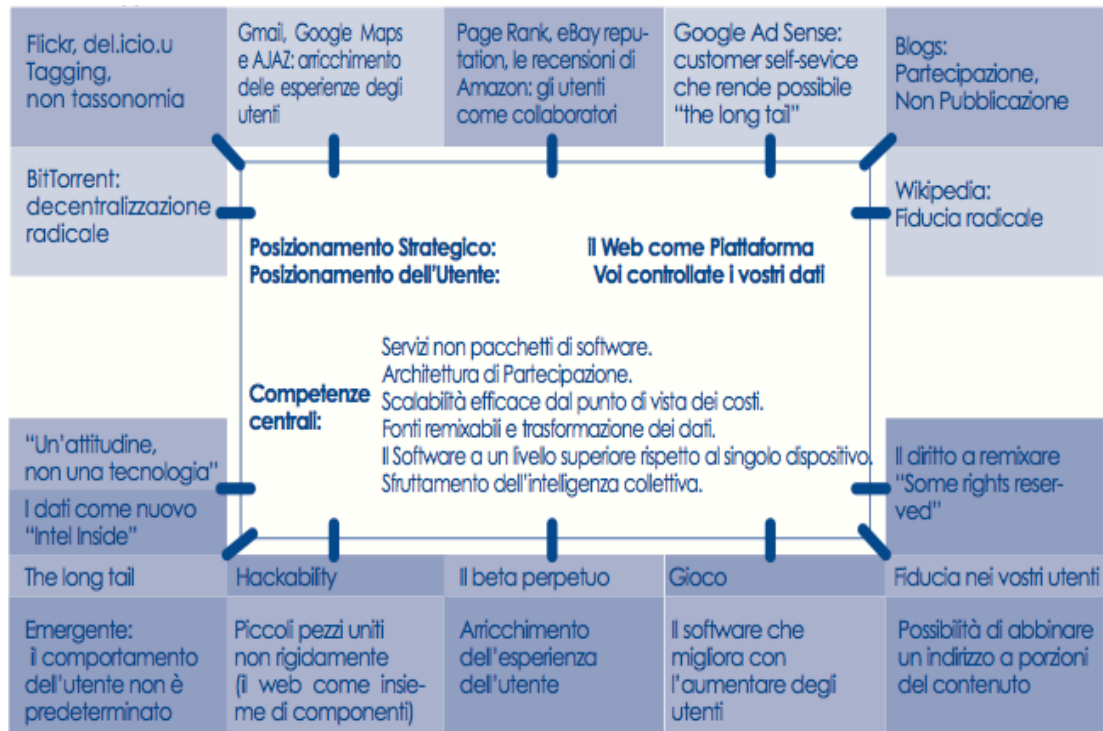 Flickr, del.icio.u
Tagging,
non tassonomia
Gmail, Google Maps
e AJAZ: arricchimento
delle esperienze degli
utenti
Page Rank, eBay repu-
tation, le recensioni di
Amazon: gli utenti
come collaboratori
Google Ad Sense:
customer self-sevice
che rende possibile
"the long tail"
Blogs:
Partecipazione,
Non Pubblicazione
BitTorrent:
decentralizzazione
radicale
Wikipedia:
Fiducia radicale
Posizionamento Strategico: il Web come Piattaforma
Posizionamento dell'Utente: Voi controllate i vostri dati
Competenze
centrali:
Servizi non pacchetti di software.
Architettura di Partecipazione.
Scalabilità efficace dal punto di vista dei costi.
Fonti remixabili e trasformazione dei dati.
Il Software a un livello superiore rispetto al singolo dispositivo.
Sfruttamento dell'intelligenza collettiva.
"Un'attitudine,
non una tecnologia"
I dati come nuovo
"Intel Inside"
Il diritto a remixare
"Some rights reser-
ved"
The long tail
Hackability
Il beta perpetuo
Gioco
Fiducia nei vostri utenti
Emergente:
il comportamento
dell'utente non è
predeterminato
Piccoli pezzi uniti
non rigidamente
(il web come insie-
me di componenti)
Arricchimento
dell'esperienza
dell'utente
Il software che
migliora con
l'aumentare degli
utenti
Possibilità di abbinare
un indirizzo a porzioni
del contenuto